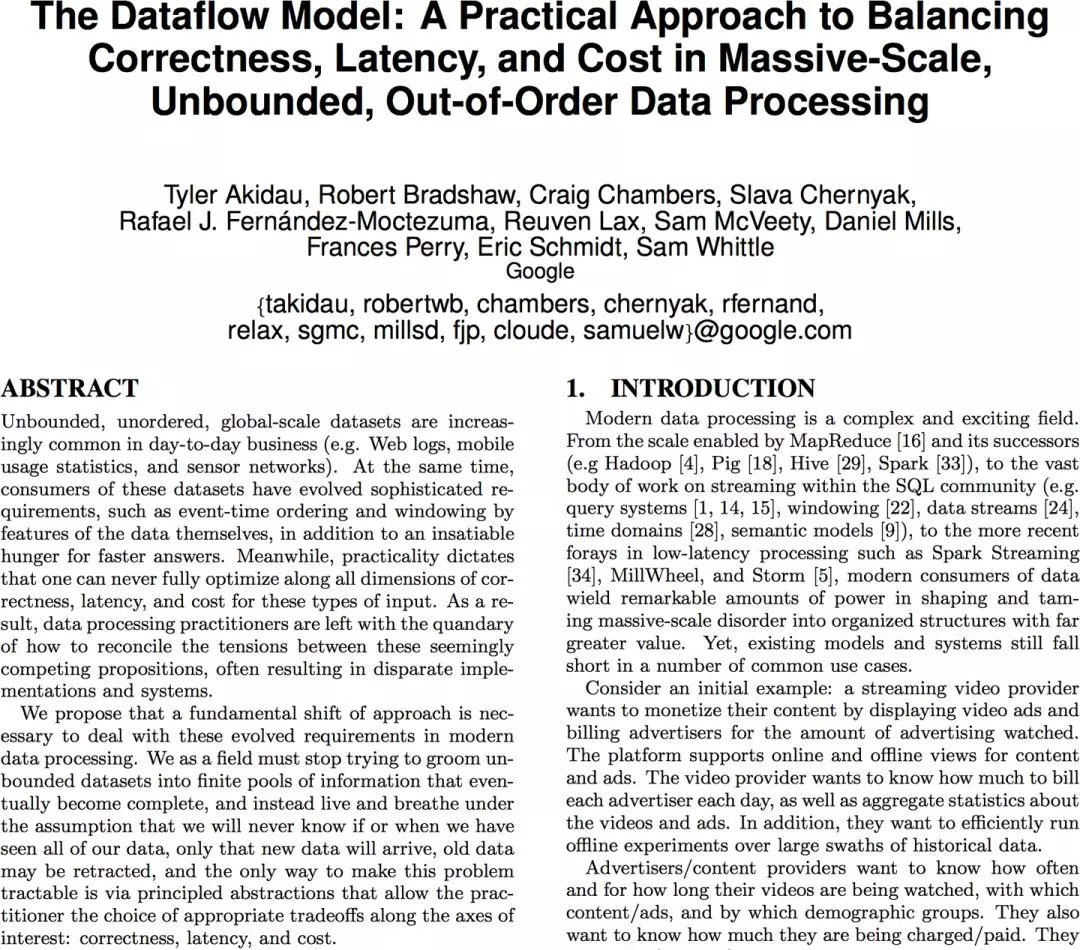 The Dataflow Model: A Practical Approach to Balancing
Correctness, Latency, and Cost in Massive-Scale,
Unbounded, Out-of-Order Data Processing
Tyler Akidau, Robert Bradshaw, Craig Chambers, Slava Chernyak,
Rafael J. Fernández-Moctezuma, Reuven Lax, Sam McVeety, Daniel Mills,
Frances Perry, Eric Schmidt, Sam Whittle
Google
{takidau, robertwb, chambers, chernyak, rfernand,
relax, sgmc, millsd, fjp, cloude, samuelw}@google.com
ABSTRACT
Unbounded, unordered, global-scale datasets are increas-
ingly common in day-to-day business (e.g. Web logs, mobile
usage statistics, and sensor networks). At the same time,
consumers of these datasets have evolved sophisticated re-
quirements, such as event-time ordering and windowing by
features of the data themselves, in addition to an insatiable
hunger for faster answers. Meanwhile, practicality dictates
that one can never fully optimize along all dimensions of cor-
rectness, latency, and cost for these types of input. As a re-
sult, data processing practitioners are left with the quandary
of how to reconcile the tensions between these seemingly
competing propositions, often resulting in disparate imple-
mentations and systems.
We propose that a fundamental shift of approach is nec-
essary to deal with these evolved requirements in modern
data processing. We as a field must stop trying to groom un-
bounded datasets into finite pools of information that even-
tually become complete, and instead live and breathe under
the assumption that we will never know if or when we have
seen all of our data, only that new data will arrive, old data
may be retracted, and the only way to make this problem
tractable is via principled abstractions that allow the prac-
titioner the choice of appropriate tradeoffs along the axes of
interest: correctness, latency, and cost.
1. INTRODUCTION
Modern data processing is a complex and exciting field.
From the scale enabled by MapReduce [16] and its successors
(e.g Hadoop [4], Pig [18], Hive [29], Spark [33]), to the vast
body of work on streaming within the SQL community (e.g.
query systems [1, 14, 15], windowing [22], data streams [24],
time domains [28], semantic models [9]), to the more recent
forays in low-latency processing such as Spark Streaming
[34], MillWheel, and Storm [5], modern consumers of data
wield remarkable amounts of power in shaping and tam-
ing massive-scale disorder into organized structures with far
greater value. Yet, existing models and systems still fall
short in a number of common use cases.
Consider an initial example: a streaming video provider
wants to monetize their content by displaying video ads and
billing advertisers for the amount of advertising watched.
The platform supports online and offline views for content
and ads. The video provider wants to know how much to bill
each advertiser each day, as well as aggregate statistics about
the videos and ads. In addition, they want to efficiently run
offline experiments over large swaths of historical data.
Advertisers/content providers want to know how often
and for how long their videos are being watched, with which
content/ads, and by which demographic groups. They also
want to know how much they are being charged/paid. They